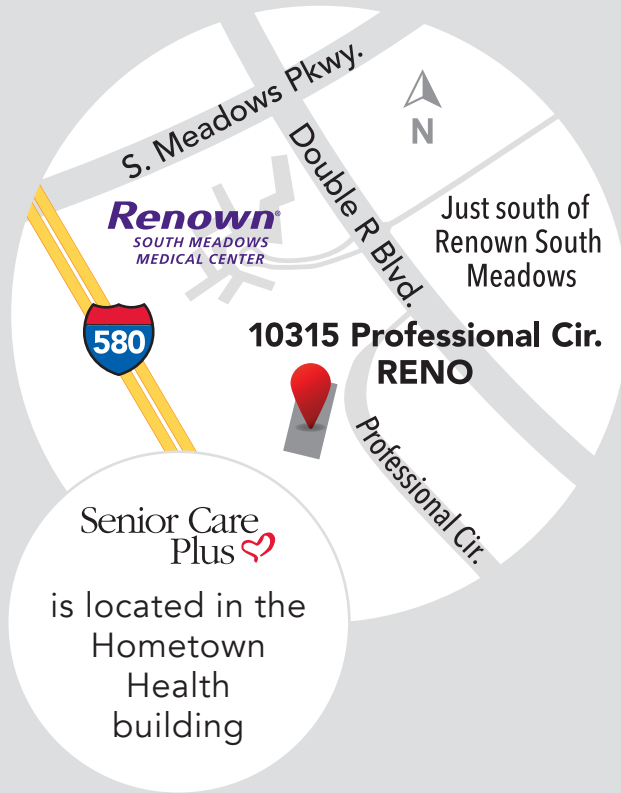 S. Meadows Pkwy.
N
Double R Blvd.
Renown®
SOUTH MEADOWS
MEDICAL CENTER
Just south of
Renown South
Meadows
580
10315 Professional Cir.
RENO
Professional Cir.
Senior Care
Plus
is located in the
Hometown
Health
building